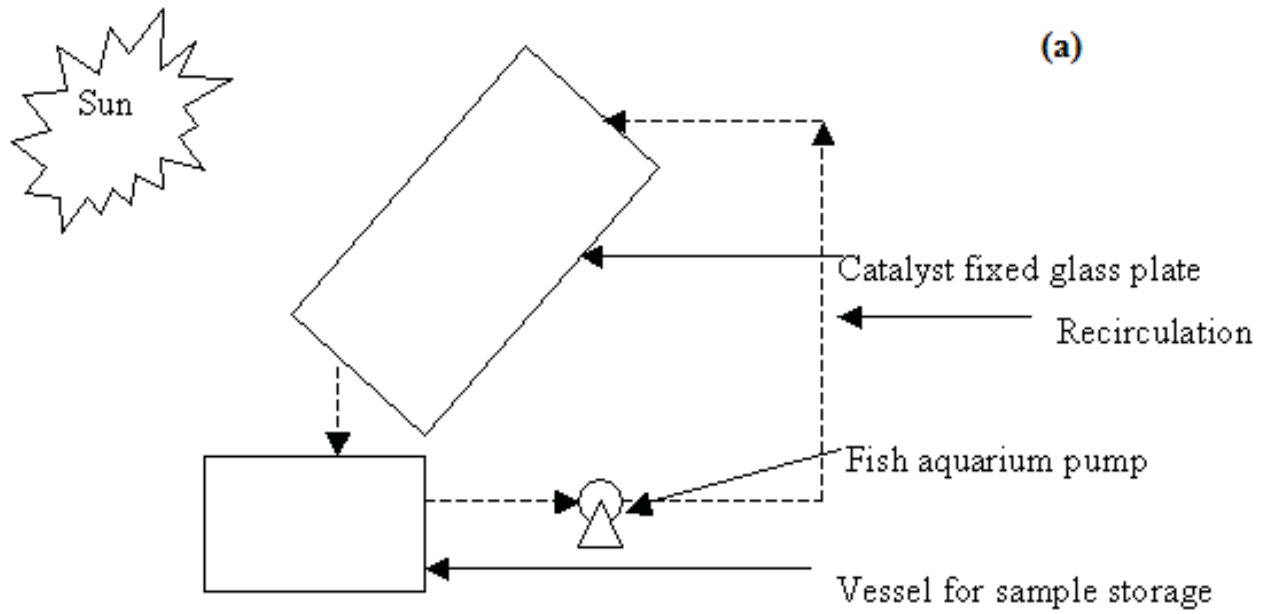 (a)
Sun
Catalyst fixed glass plate
Recirculation
Fish aquarium pump
Vessel for sample storage